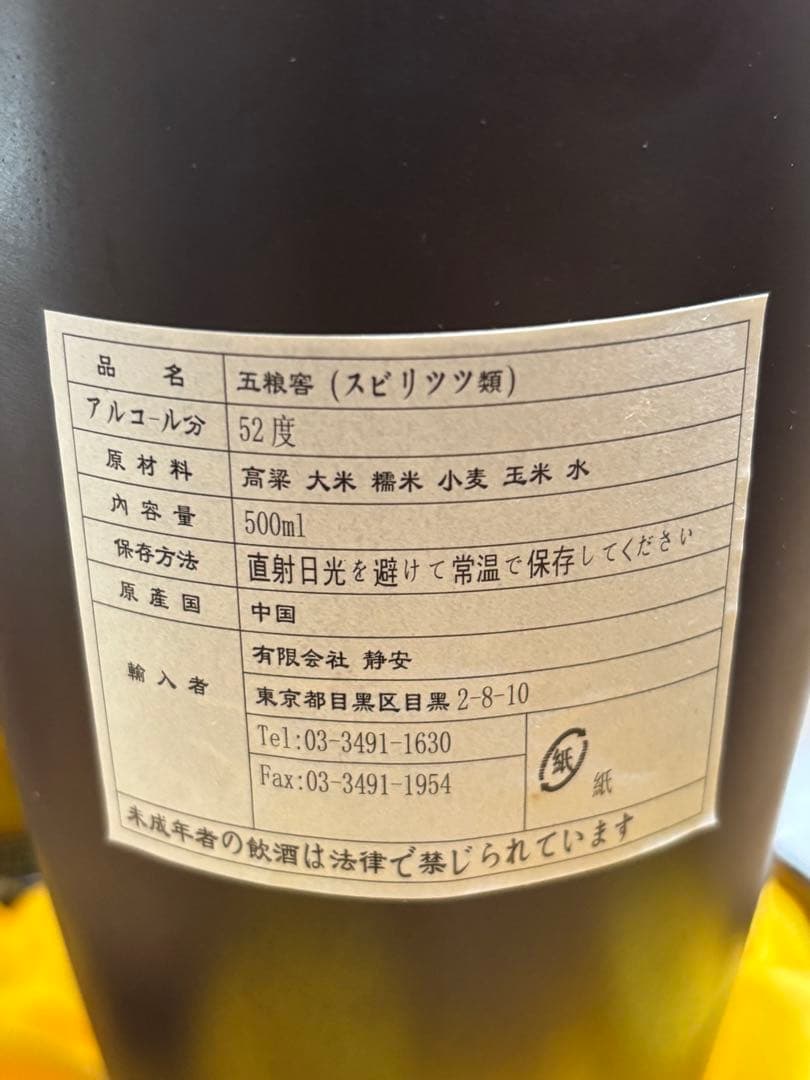 品名 五粮窖 (スビリツツ類)
アルコール分 52度
原材料 高粱 大米 糯米 小麦 玉米 水
內容量 500ml
保存方法 直射日光を避けて常温で保存してください
原産国 中国
輸入者 有限会社 静安
東京都目黑区目黑2-8-10
Tel:03-3491-1630
Fax:03-3491-1954
紙 紙
未成年者の飲酒は法律で禁じられています